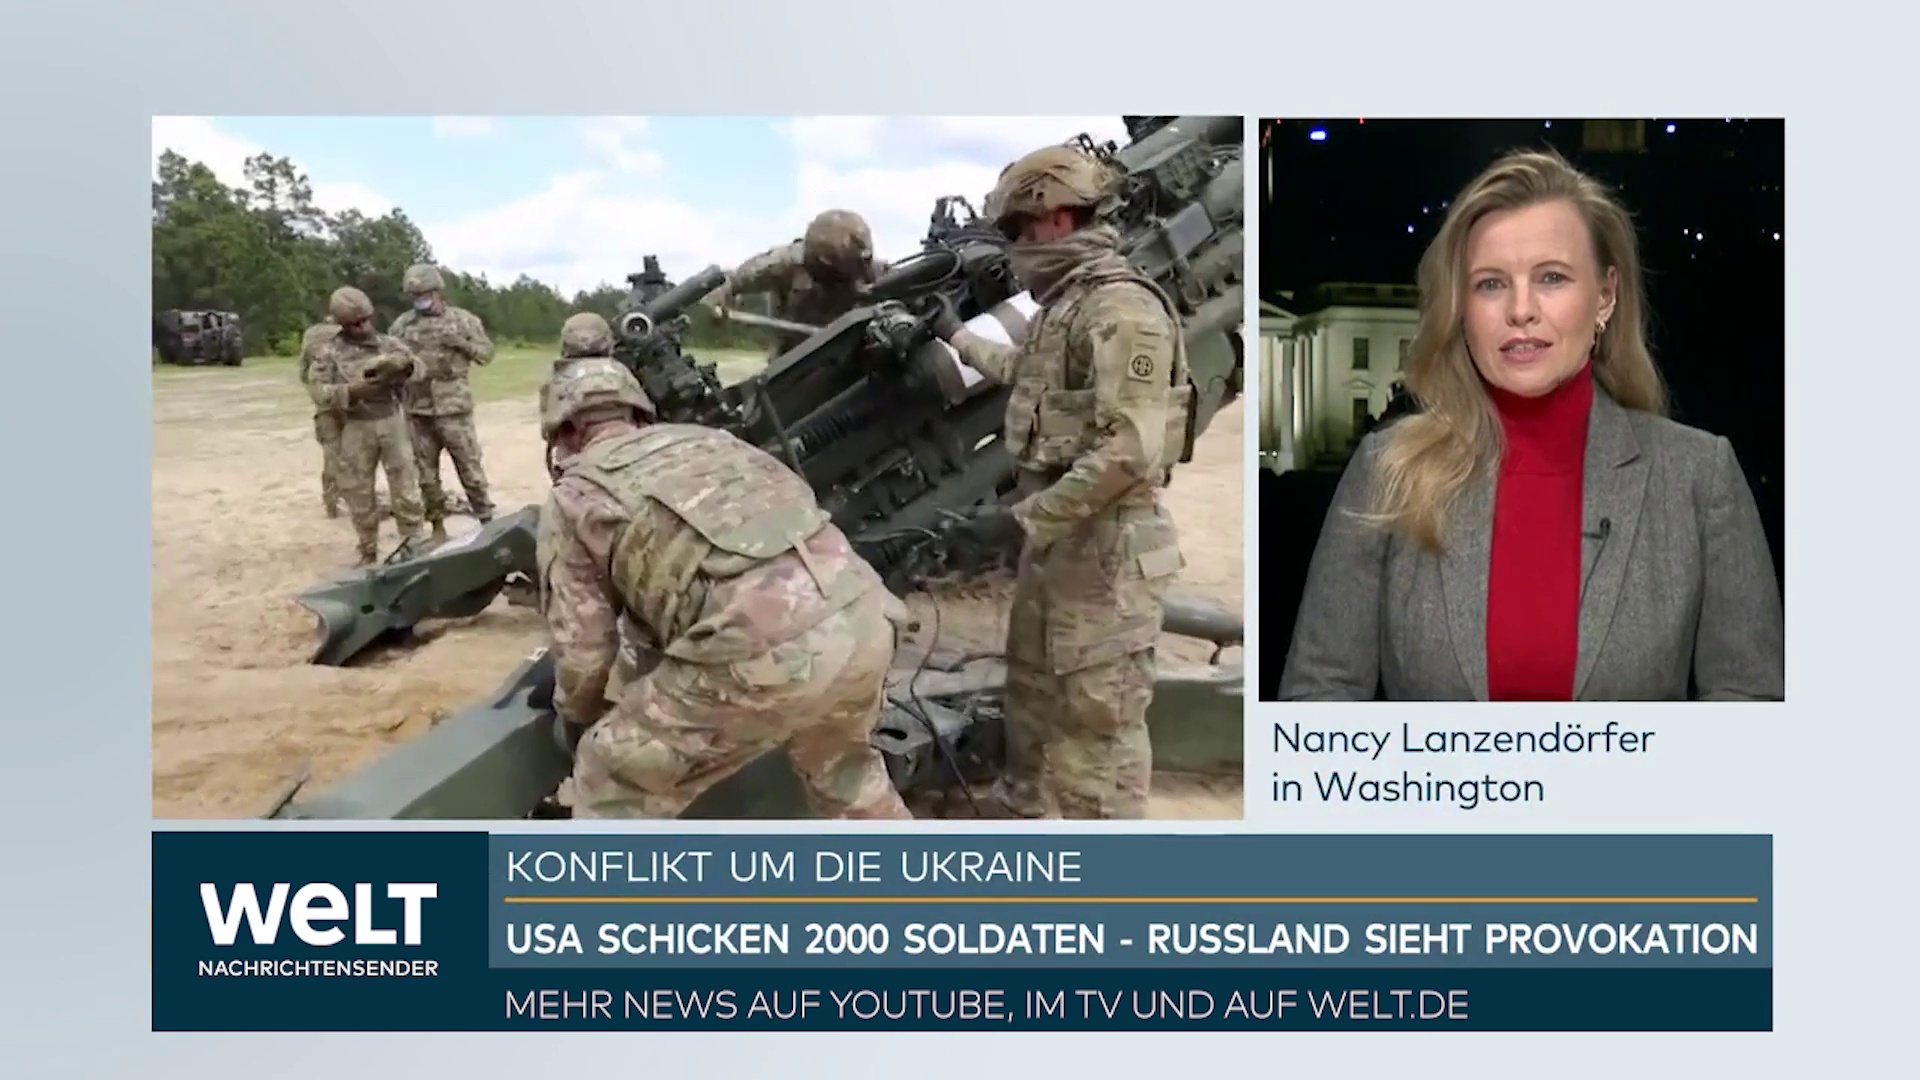 Nancy Lanzendörfer
in Washington
WELT
NACHRICHTENSENDER
KONFLIKT UM DIE UKRAINE
USA SCHICKEN 2000 SOLDATEN - RUSSLAND SIEHT PROVOKATION
MEHR NEWS AUF YOUTUBE, IM TV UND AUF WELT.DE